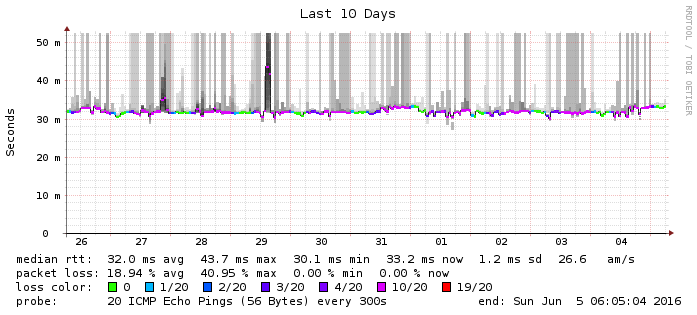 Last 10 Days
RRDTOOL / TOBI OETIKER
Seconds
50 m
40 m
30 m
20 m
10 m
0
26 27 28 29 30 31 01 02 03 04
median rtt: 32.0 ms avg 43.7 ms max 30.1 ms min 33.2 ms now 1.2 ms sd 26.6 am/s
packet loss: 18.94 % avg 40.95 % max 0.00 % min 0.00 % now
loss color: 0 1/20 2/20 3/20 4/20 10/20 19/20
probe: 20 ICMP Echo Pings (56 Bytes) every 300s end: Sun Jun 5 06:05:04 2016